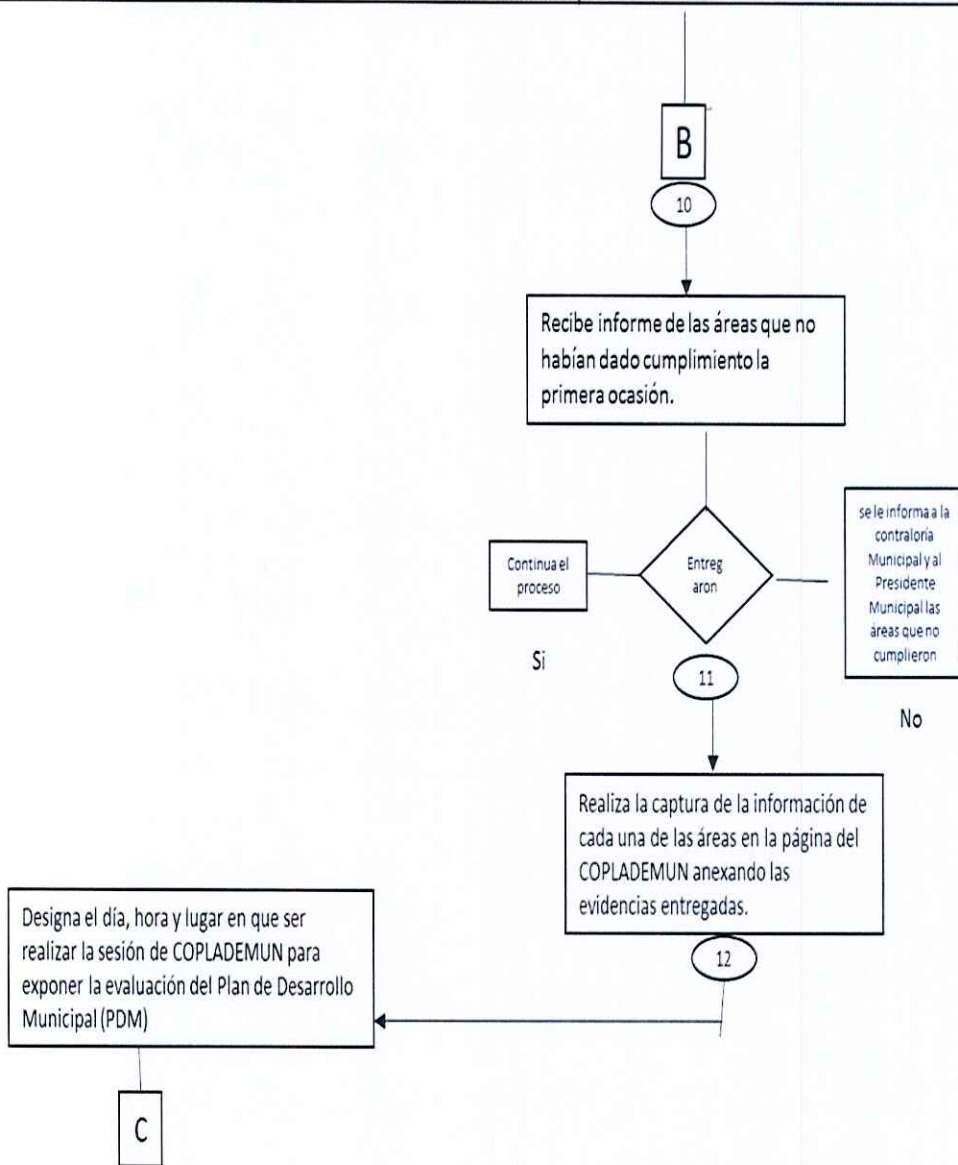 B
10
Recibe informe de las áreas que no
habían dado cumplimiento la
primera ocasión.
Continua el
proceso
Si
Entreg
aron
se le informa a la
contraloría
Municipal y al
Presidente
Municipal las
áreas que no
cumplieron
No
11
Realiza la captura de la información de
cada una de las áreas en la página del
COPLADEMUN anexando las
evidencias entregadas.
12
Designa el día, hora y lugar en que ser
realizar la sesión de COPLADEMUN para
exponer la evaluación del Plan de Desarrollo
Municipal (PDM)
C